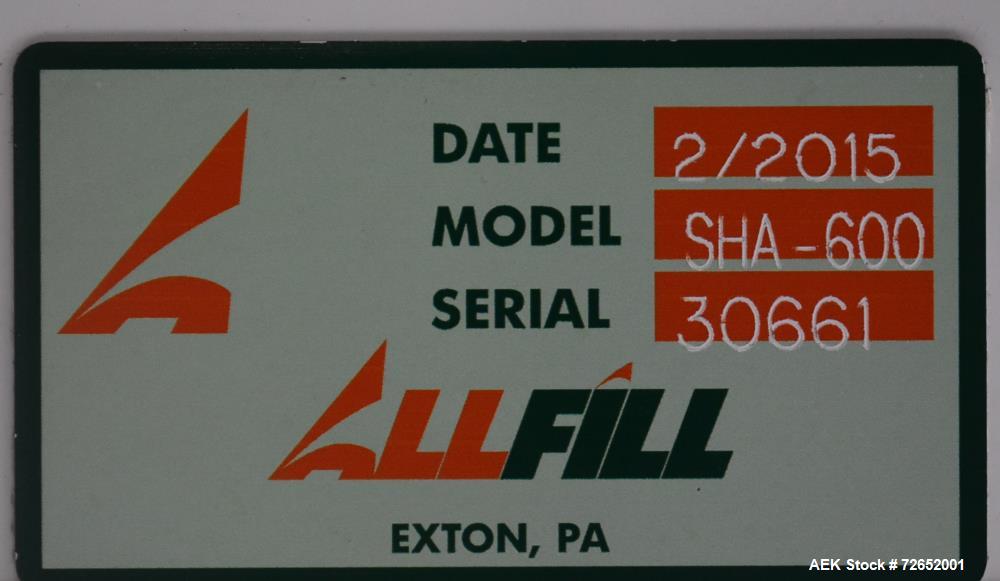 DATE 2/2015
MODEL SHA-600
SERIAL 30661
ALLFILL
EXTON, PA
AEK Stock # 72652001